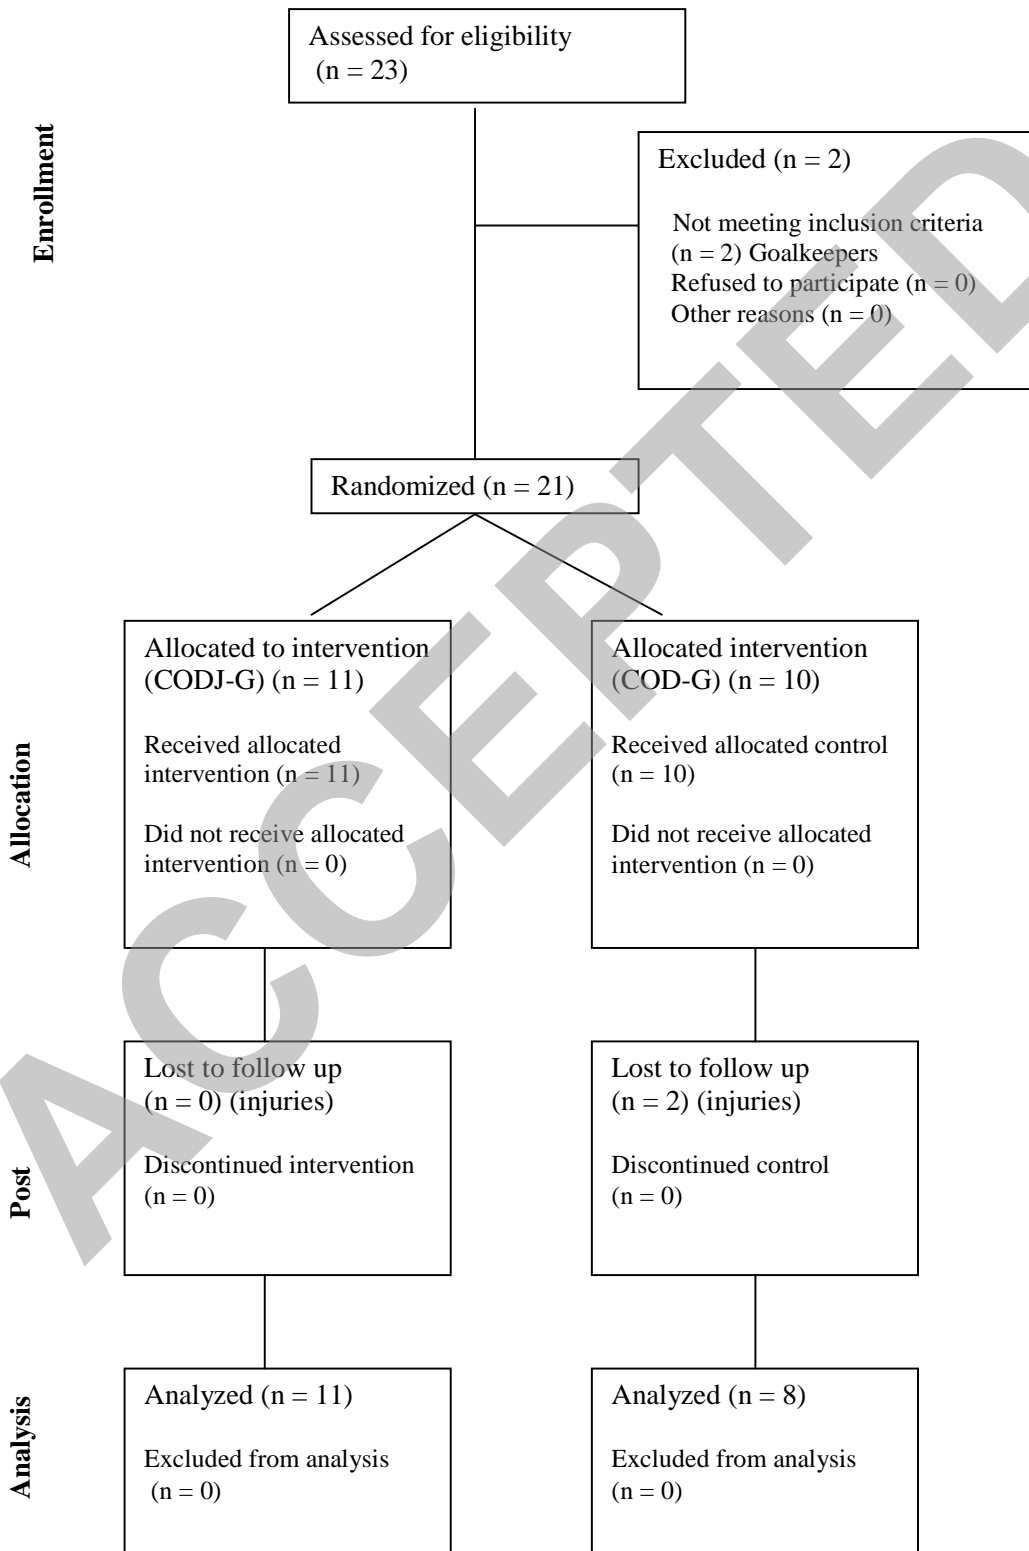 Assessed for eligibility
(n = 23)
Enrollment
Excluded (n = 2)
Not meeting inclusion criteria
(n = 2) Goalkeepers
Refused to participate (n = 0)
Other reasons (n = 0)
Randomized (n = 21)
Allocation
Allocated to intervention
(CODJ-G) (n = 11)
Received allocated
intervention (n = 11)
Did not receive allocated
intervention (n = 0)
Allocated intervention
(COD-G) (n = 10)
Received allocated control
(n = 10)
Did not receive allocated
intervention (n = 0)
Post
Lost to follow up
(n = 0) (injuries)
Discontinued intervention
(n = 0)
Lost to follow up
(n = 2) (injuries)
Discontinued control
(n = 0)
Analysis
Analyzed (n = 11)
Excluded from analysis
(n = 0)
Analyzed (n = 8)
Excluded from analysis
(n = 0)
ACCEPTED